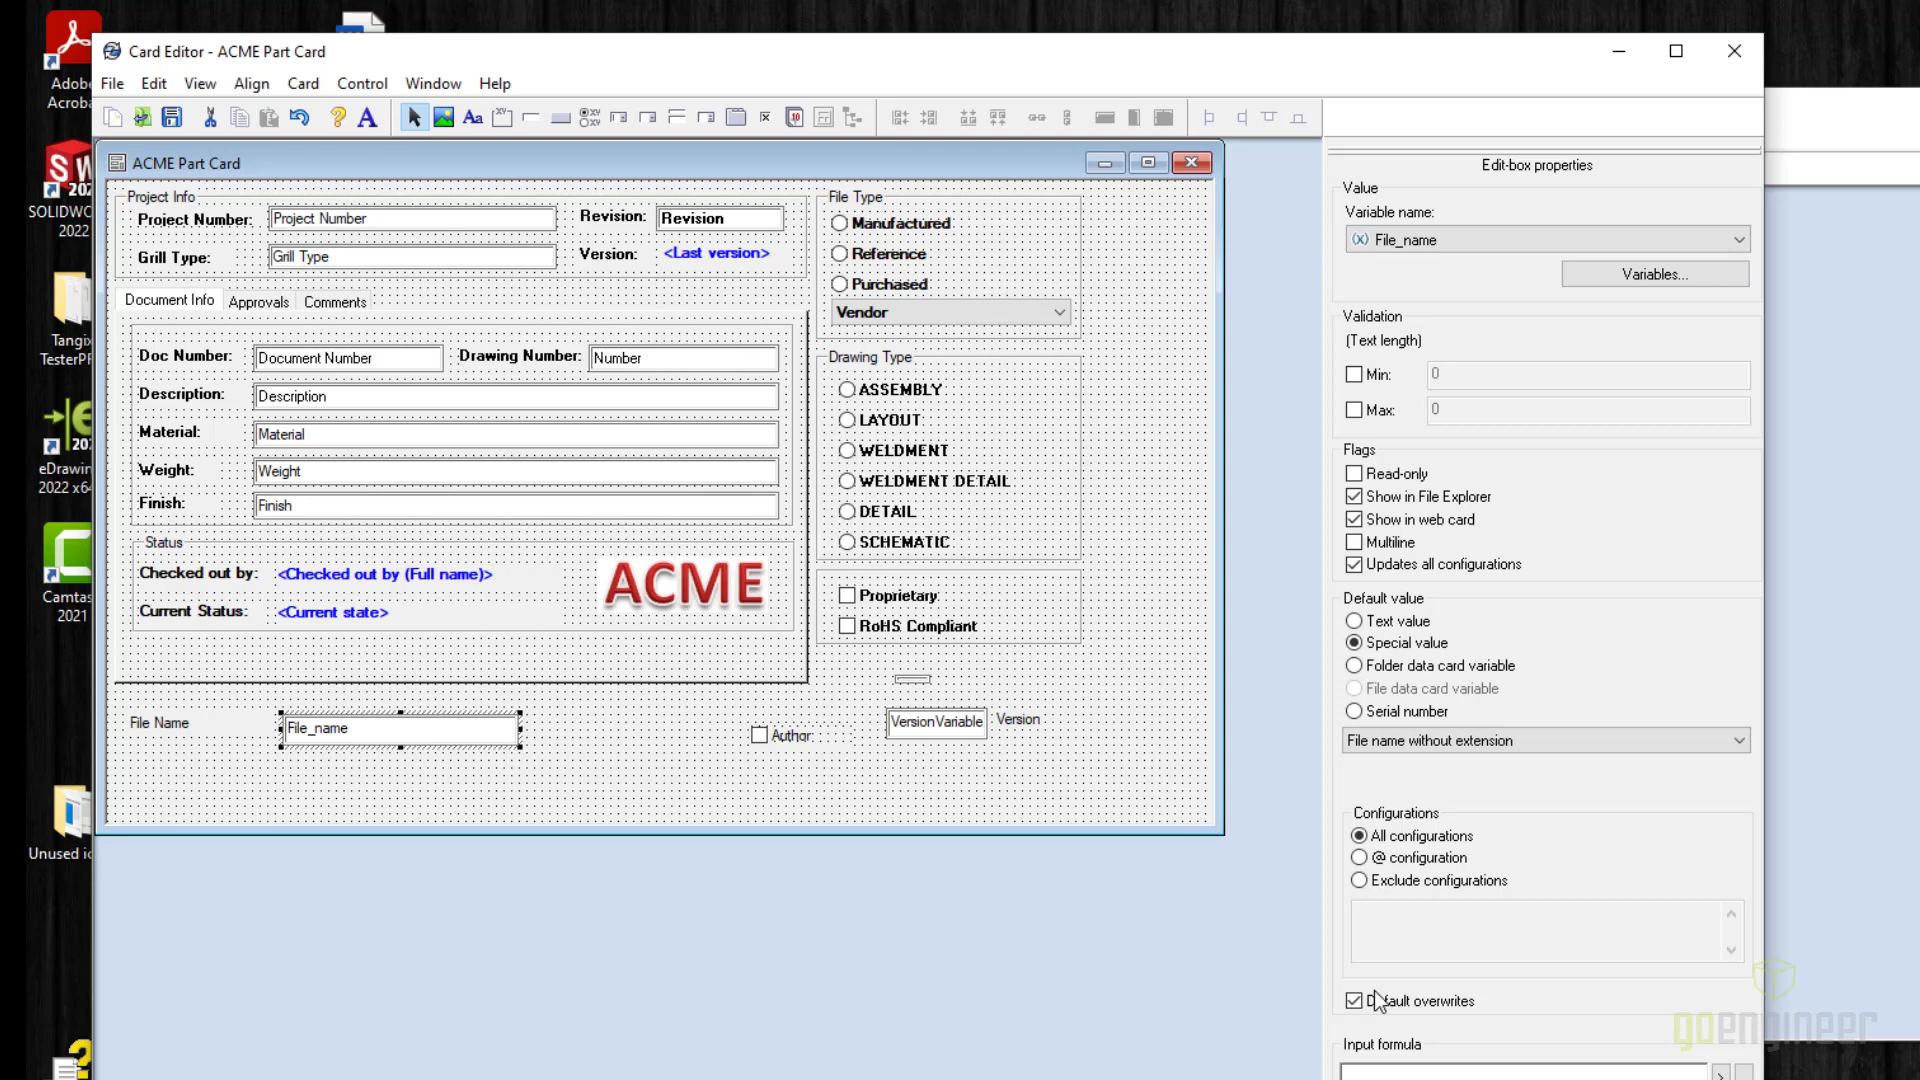 Adobe
Acroba
SOLIDWO
2022
Tangix
TesterPF
eDrawin
2022 x64
Camtas
2021
Unused ic
Card Editor - ACME Part Card
File Edit View Align Card Control Window Help
ACME Part Card
Project Info
Project Number: Project Number Revision: Revision
Grill Type: Grill Type Version: <Last version>
Document Info Approvals Comments
Doc Number: Document Number Drawing Number: Number
Description: Description
Material: Material
Weight: Weight
Finish: Finish
Status
Checked out by: <Checked out by (Full name)>
Current Status: <Current state>
ACME
File Type
Manufactured
Reference
Purchased
Vendor
Drawing Type
ASSEMBLY
LAYOUT
WELDMENT
WELDMENT DETAIL
DETAIL
SCHEMATIC
Proprietary
RoHS Compliant
File Name File_name Author: VersionVariable Version
Edit-box properties
Value
Variable name:
(x) File_name
Variables...
Validation
(Text length)
Min: 0
Max: 0
Flags
Read-only
Show in File Explorer
Show in web card
Multiline
Updates all configurations
Default value
Text value
Special value
Folder data card variable
File data card variable
Serial number
File name without extension
Configurations
All configurations
@ configuration
Exclude configurations
Default overwrites
Input formula
goengineer